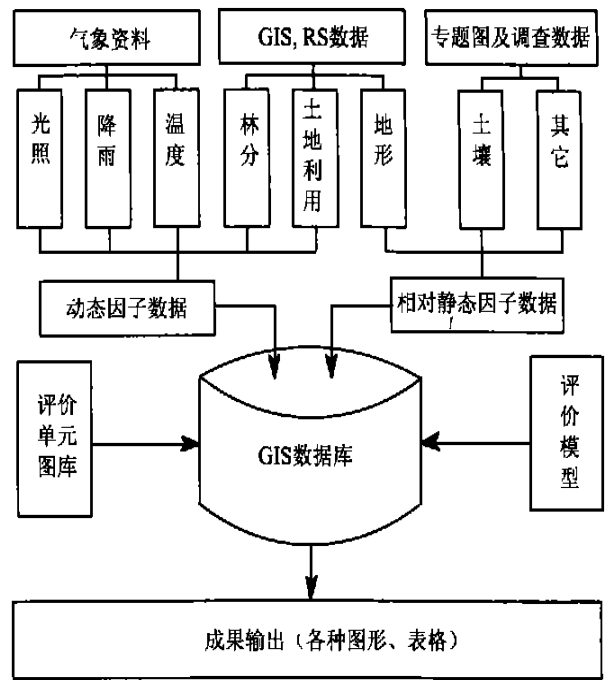 气象资料
GIS, RS数据
专题图及调查数据
光照
降雨
温度
林分
土地利用
地形
土壤
其它
动态因子数据
相对静态因子数据
评价单元图库
GIS数据库
评价模型
成果输出（各种图形、表格）